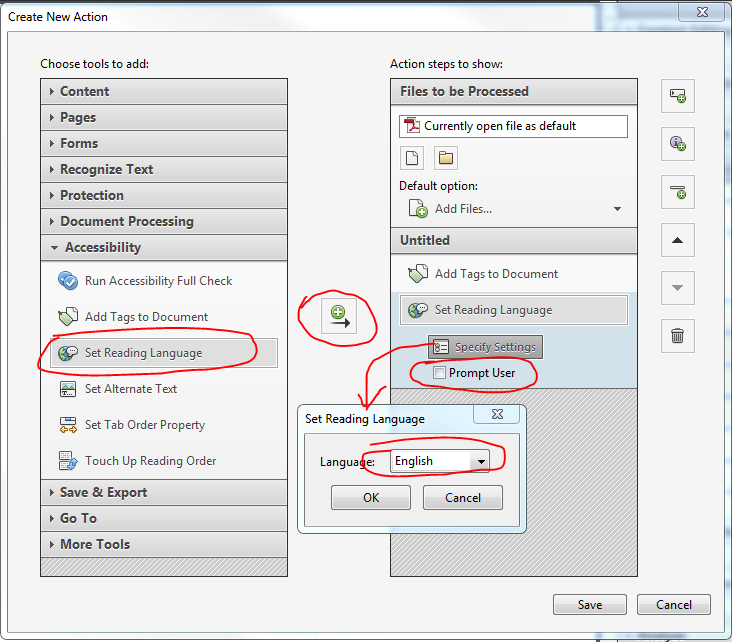 Create New Action
Choose tools to add:
Content
Pages
Forms
Recognize Text
Protection
Document Processing
Accessibility
Run Accessibility Full Check
Add Tags to Document
Set Reading Language
Set Alternate Text
Set Tab Order Property
Touch Up Reading Order
Save & Export
Go To
More Tools
Action steps to show:
Files to be Processed
Currently open file as default
Default option:
Add Files...
Untitled
Add Tags to Document
Set Reading Language
Specify Settings
Prompt User
Set Reading Language
Language: English
OK Cancel
Save Cancel